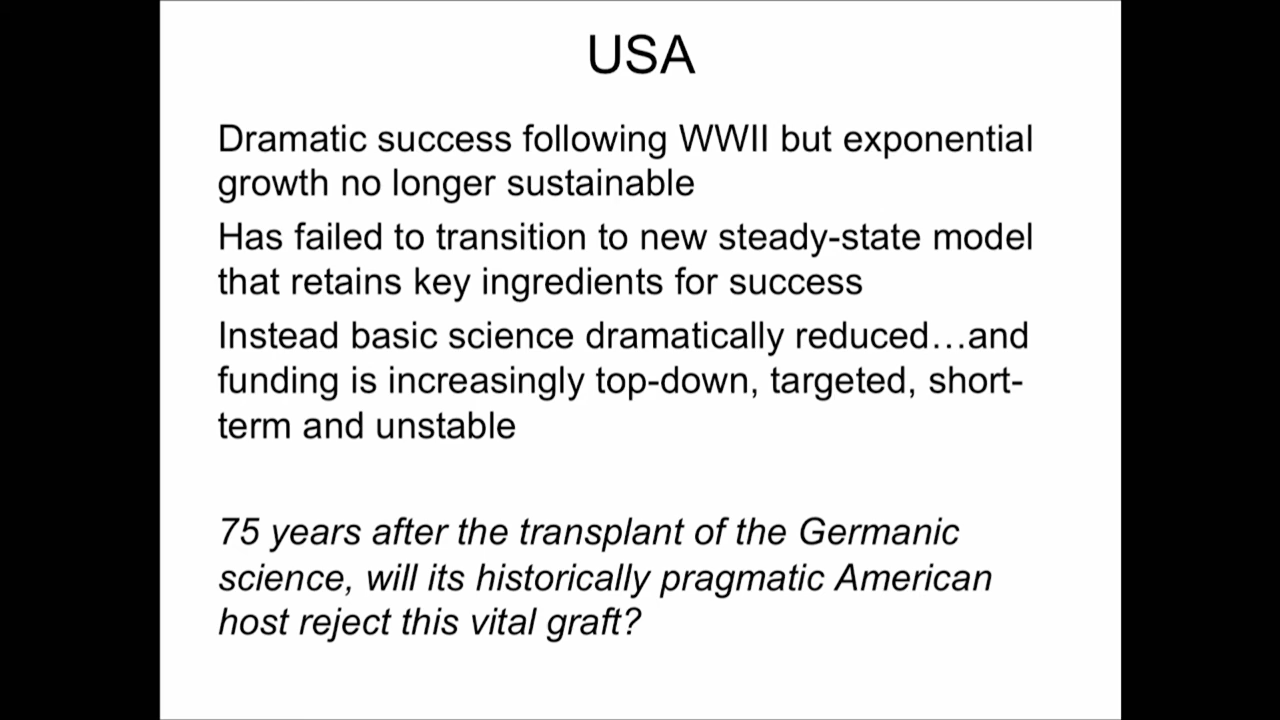 USA
Dramatic success following WWII but exponential
growth no longer sustainable
Has failed to transition to new steady-state model
that retains key ingredients for success
Instead basic science dramatically reduced…and
funding is increasingly top-down, targeted, short-
term and unstable
75 years after the transplant of the Germanic
science, will its historically pragmatic American
host reject this vital graft?